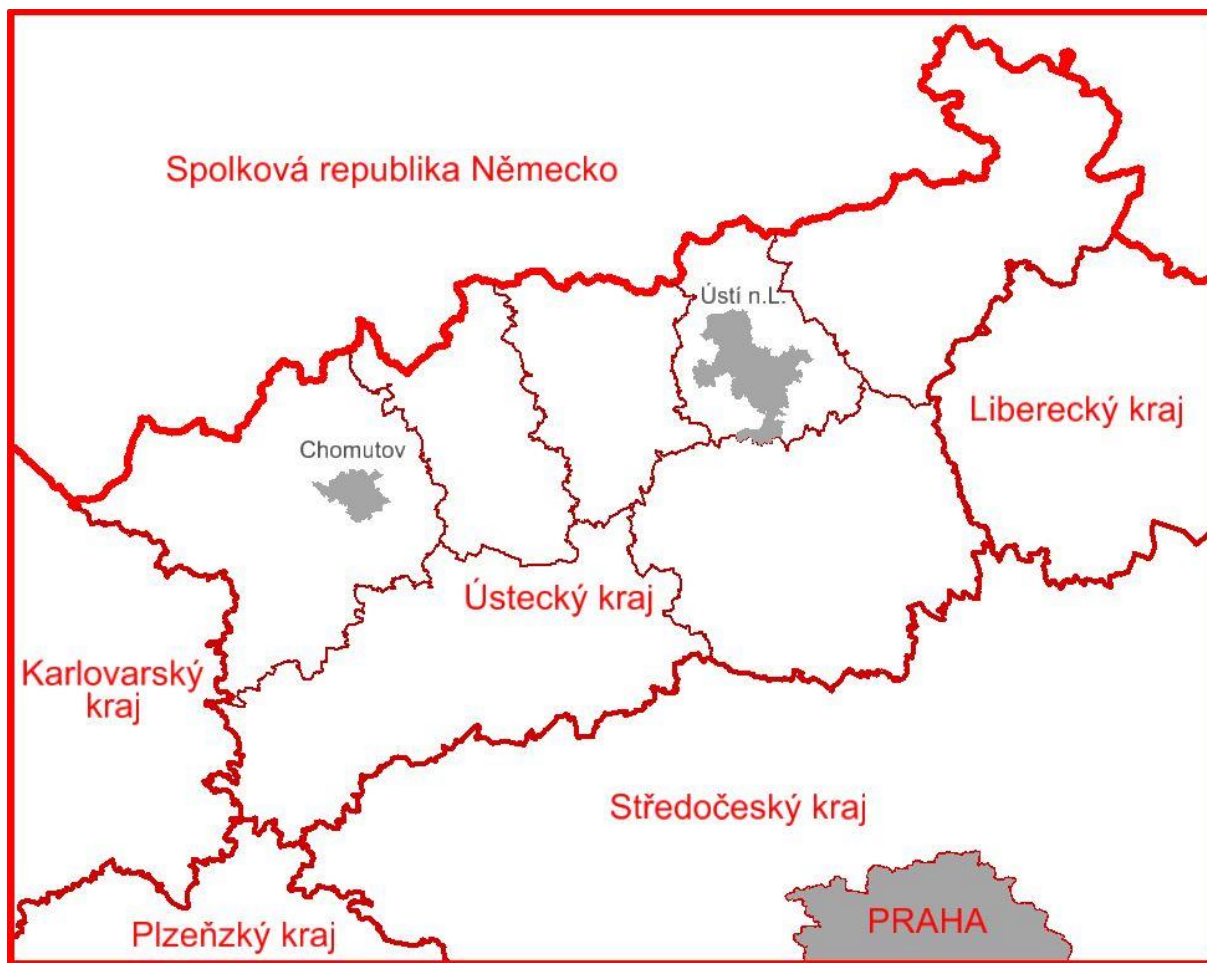 Spolková republika Německo
Ústí n.L.
Liberecký kraj
Chomutov
Ústecký kraj
Karlovarský
kraj
Středočeský kraj
PRAHA
Plzeňzký kraj